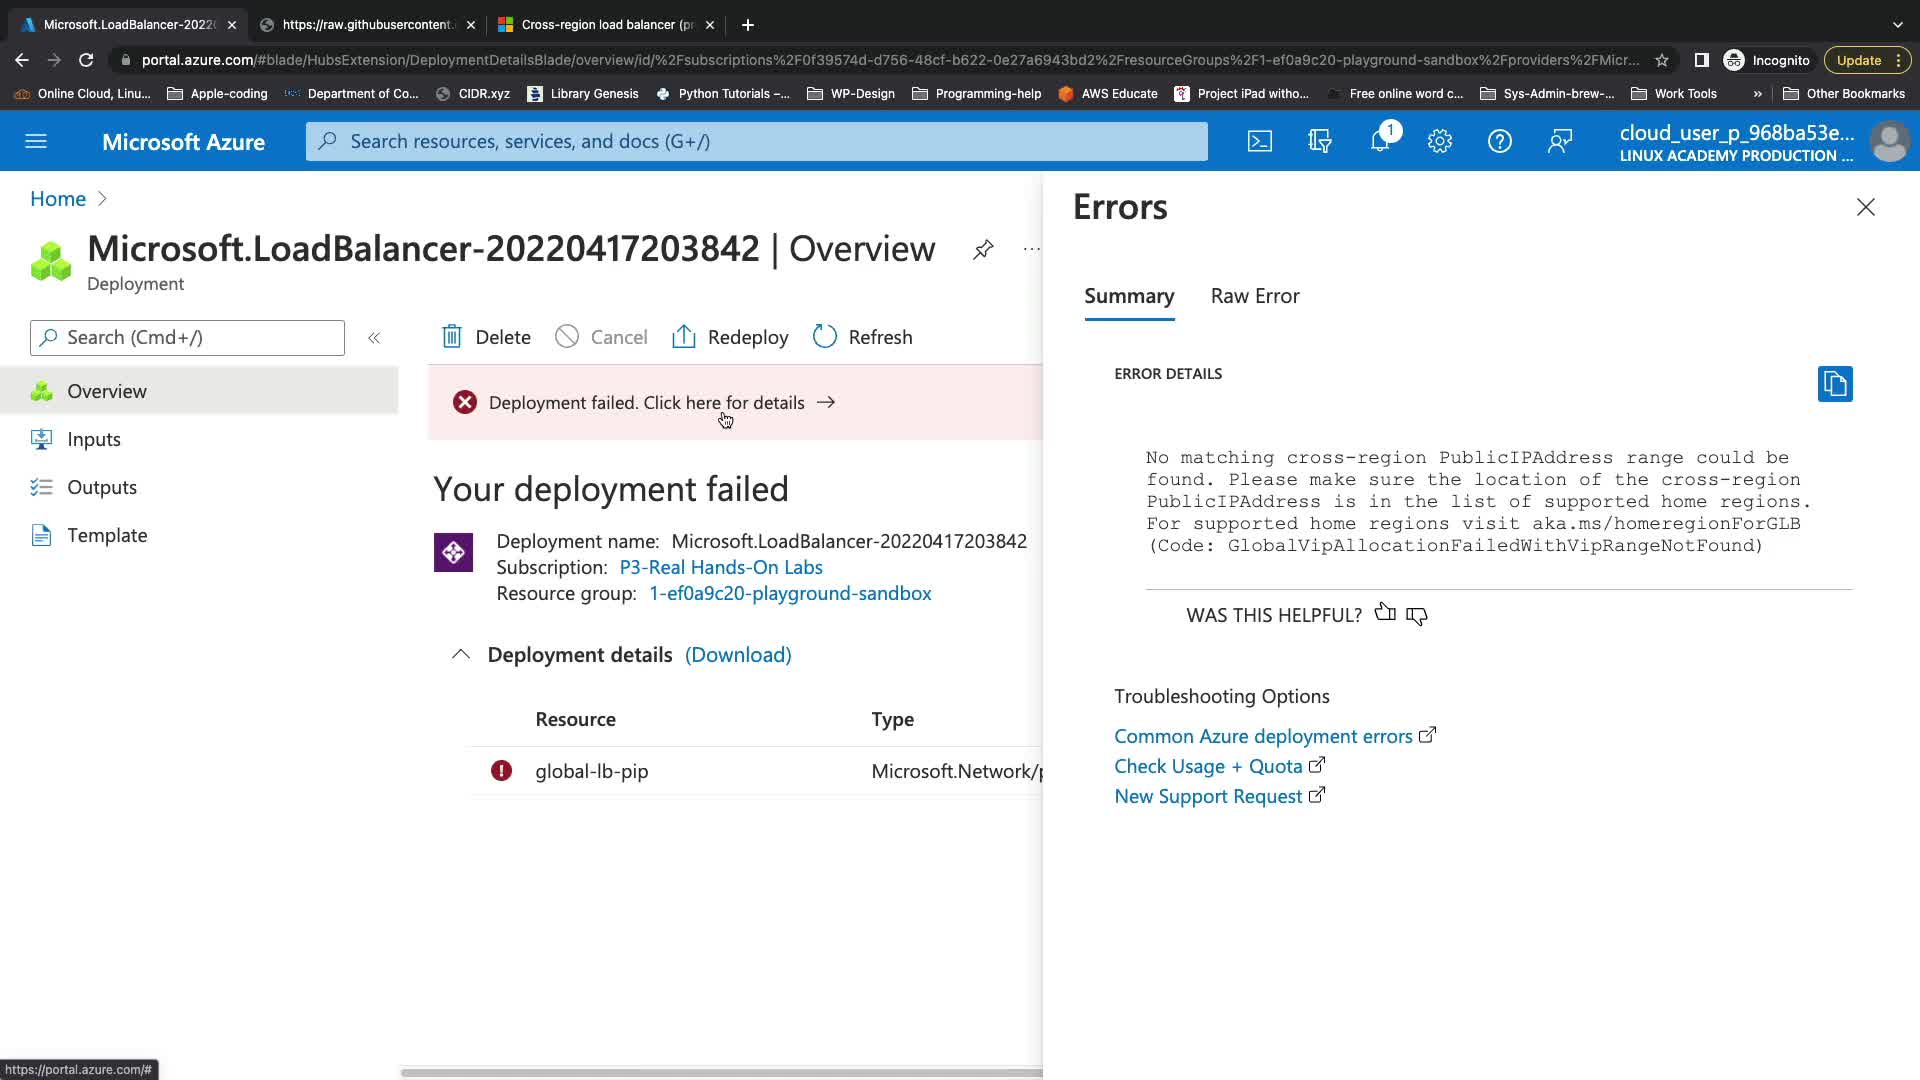 Microsoft.LoadBalancer-2022
https://raw.githubusercontent.
Cross-region load balancer (pr
portal.azure.com/#blade/HubsExtension/DeploymentDetailsBlade/overview/id/%2Fsubscriptions%2F0f39574d-d756-48cf-b622-0e27a6943bd2%2FresourceGroups%2F1-ef0a9c20-playground-sandbox%2Fproviders%2FMicr...
Incognito
Update
Online Cloud, Linu...
Apple-coding
Department of Co...
CIDR.xyz
Library Genesis
Python Tutorials –...
WP-Design
Programming-help
AWS Educate
Project iPad witho...
Free online word c...
Sys-Admin-brew-...
Work Tools
»
Other Bookmarks
Microsoft Azure
Search resources, services, and docs (G+/)
1
cloud_user_p_968ba53e...
LINUX ACADEMY PRODUCTION ...
Home >
Microsoft.LoadBalancer-20220417203842 | Overview
...
Deployment
Search (Cmd+/)
«
Overview
Inputs
Outputs
Template
Delete
Cancel
Redeploy
Refresh
Deployment failed. Click here for details →
Your deployment failed
Deployment name: Microsoft.LoadBalancer-20220417203842
Subscription: P3-Real Hands-On Labs
Resource group: 1-ef0a9c20-playground-sandbox
Deployment details (Download)
Resource Type
global-lb-pip Microsoft.Network/p
Errors
Summary Raw Error
ERROR DETAILS
No matching cross-region PublicIPAddress range could be
found. Please make sure the location of the cross-region
PublicIPAddress is in the list of supported home regions.
For supported home regions visit aka.ms/homeregionForGLB
(Code: GlobalVipAllocationFailedWithVipRangeNotFound)
WAS THIS HELPFUL?
Troubleshooting Options
Common Azure deployment errors
Check Usage + Quota
New Support Request
https://portal.azure.com/#